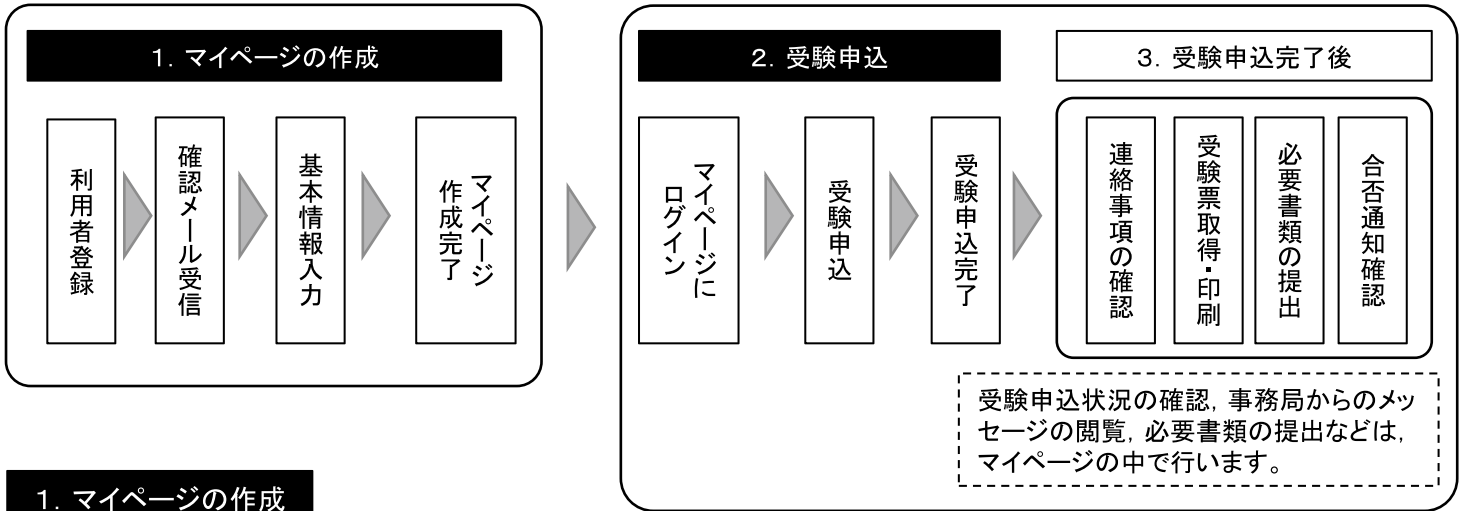 １．マイページの作成
利用者登録
確認メール受信
基本情報入力
マイページ
作成完了
２．受験申込
マイページに
ログイン
受験申込
受験申込完了
３．受験申込完了後
連絡事項の確認
受験票取得・印刷
必要書類の提出
合否通知確認
受験申込状況の確認，事務局からのメッ
セージの閲覧，必要書類の提出などは，
マイページの中で行います。
１．マイページの作成